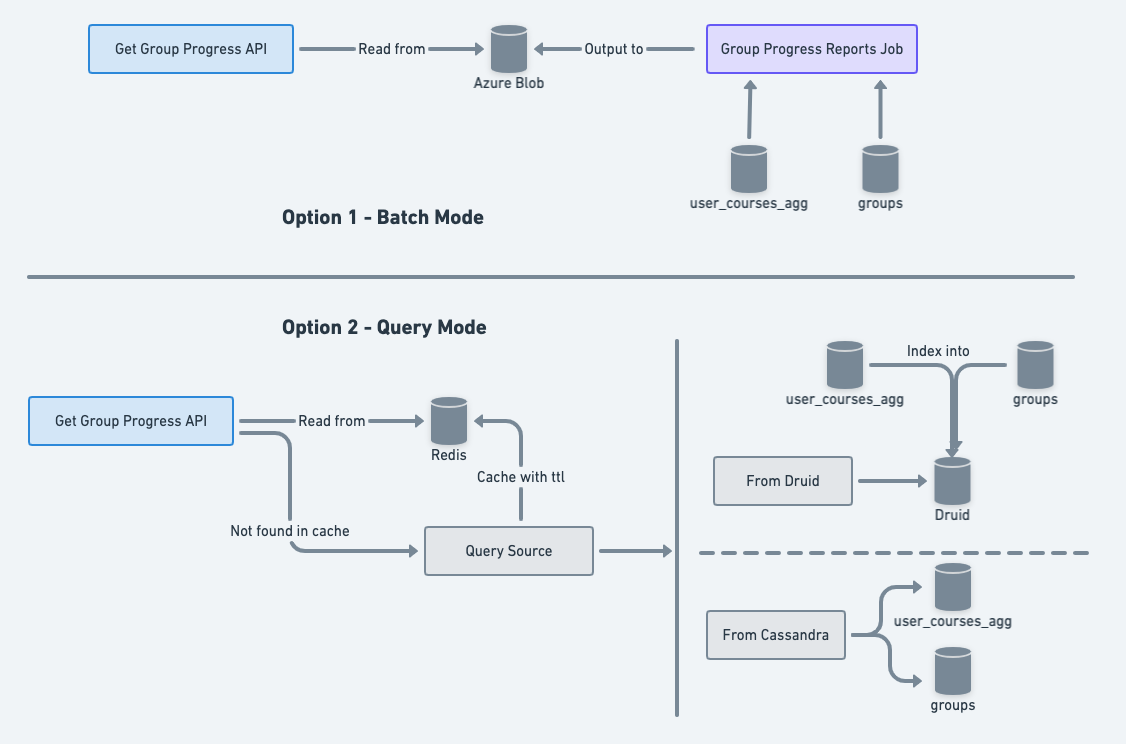 Get Group Progress API
Read from
Azure Blob
Output to
Group Progress Reports Job
user_courses_agg
groups
Option 1 - Batch Mode
Option 2 - Query Mode
Get Group Progress API
Read from
Redis
Cache with ttl
Not found in cache
Query Source
Index into
user_courses_agg
groups
From Druid
Druid
From Cassandra
user_courses_agg
groups